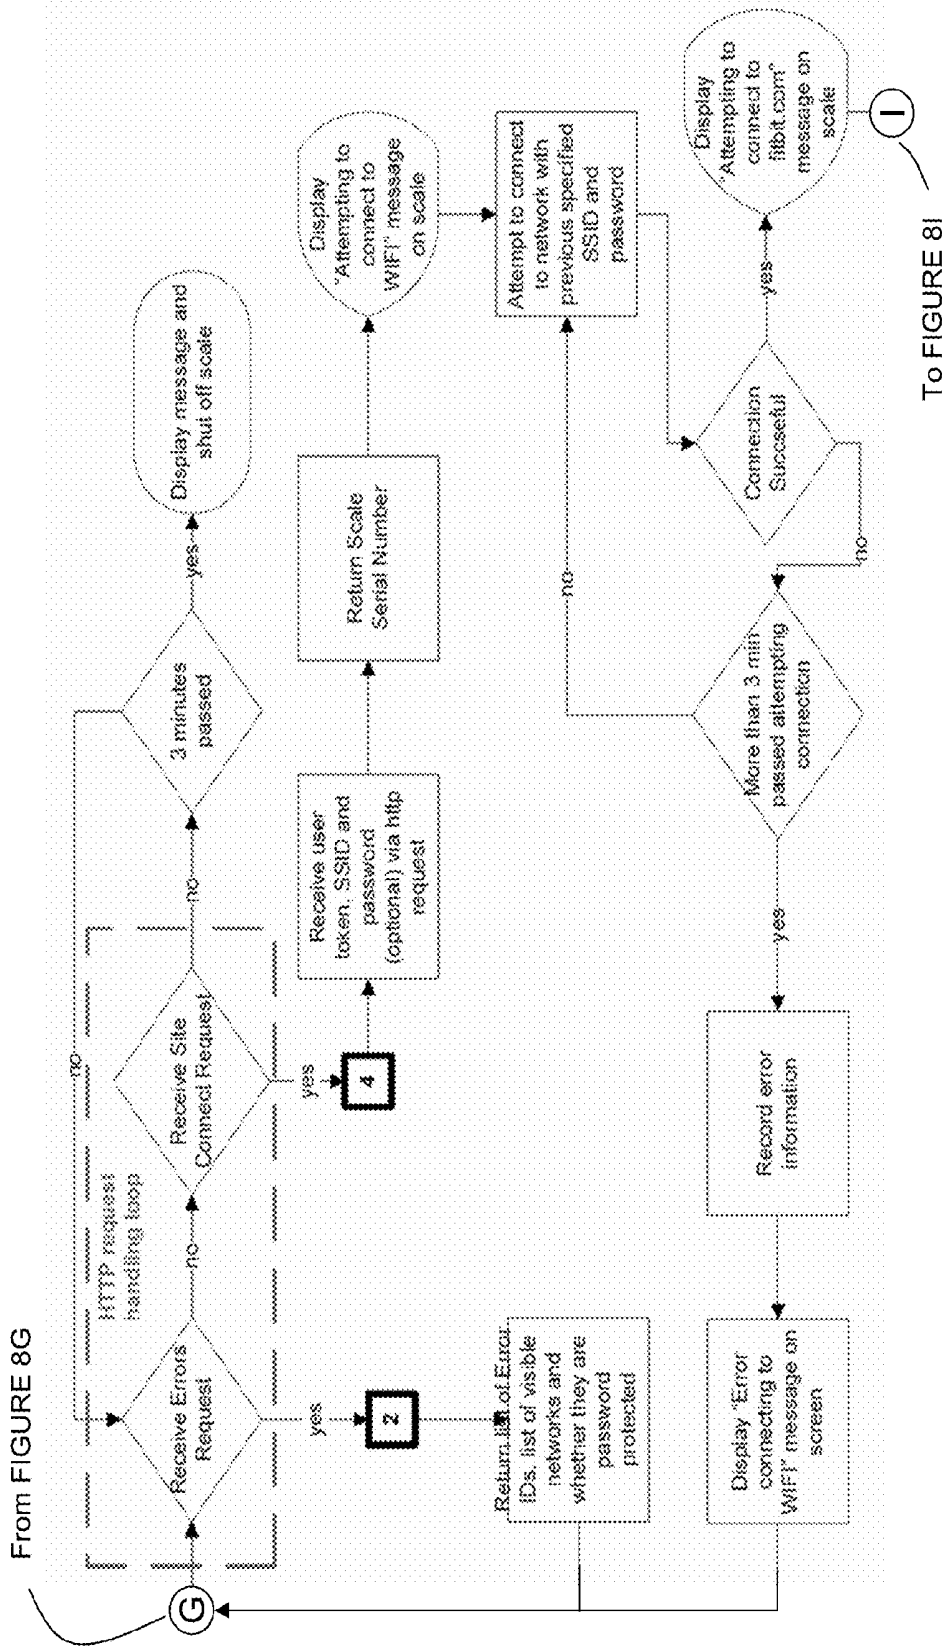 From FIGURE 8G
G
HTTP request
handling loop
Receive Errors
Request
no
yes
Receive Site
Connect Request
no
yes
3 minutes
passed
no
yes
Display message and
shut off scale
2
Return list of Error
IDs, list of visible
networks and
whether they are
password
protected
4
Receive user
token, SSID and
password
(optional) via http
request
Return Scale
Serial Number
Display
"Attempting to
connect to
WIFI" message
on scale
Attempt to connect
to network with
previous specified
SSID and
password
Connection
Succseful
yes
no
Display
"Attempting to
connect to
fitbit.com"
message on
scale
I
To FIGURE 8I
More than 3 min
passed attempting
connection
no
yes
Record error
information
Display "Error
connecting to
WIFI" message on
screen